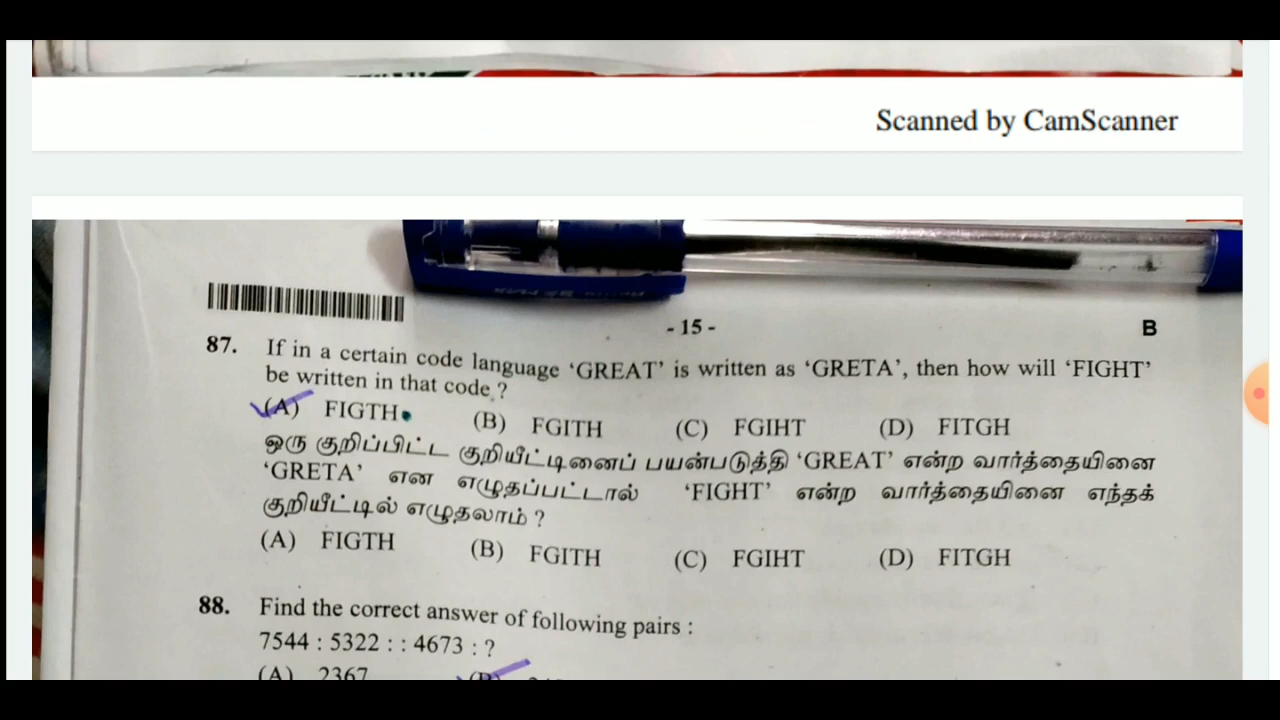 Scanned by CamScanner
- 15 -
B
87. If in a certain code language ‘GREAT’ is written as ‘GRETA’, then how will ‘FIGHT’
be written in that code ?
(A) FIGTH (B) FGITH (C) FGIHT (D) FITGH
ஒரு குறிப்பிட்ட குறியீட்டினைப் பயன்படுத்தி ‘GREAT’ என்ற வார்த்தையினை
‘GRETA’ என எழுதப்பட்டால் ‘FIGHT’ என்ற வார்த்தையினை எந்தக்
குறியீட்டில் எழுதலாம் ?
(A) FIGTH (B) FGITH (C) FGIHT (D) FITGH
88. Find the correct answer of following pairs :
7544 : 5322 : : 4673 : ?
(A) 2367 (B)